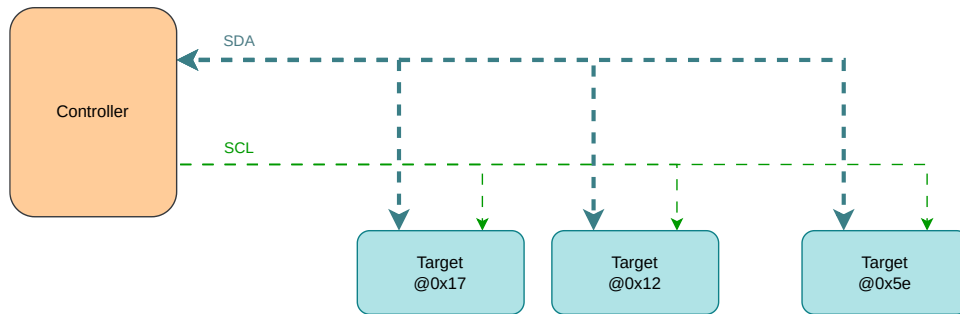 SDA
Controller
SCL
Target
@0x17
Target
@0x12
Target
@0x5e